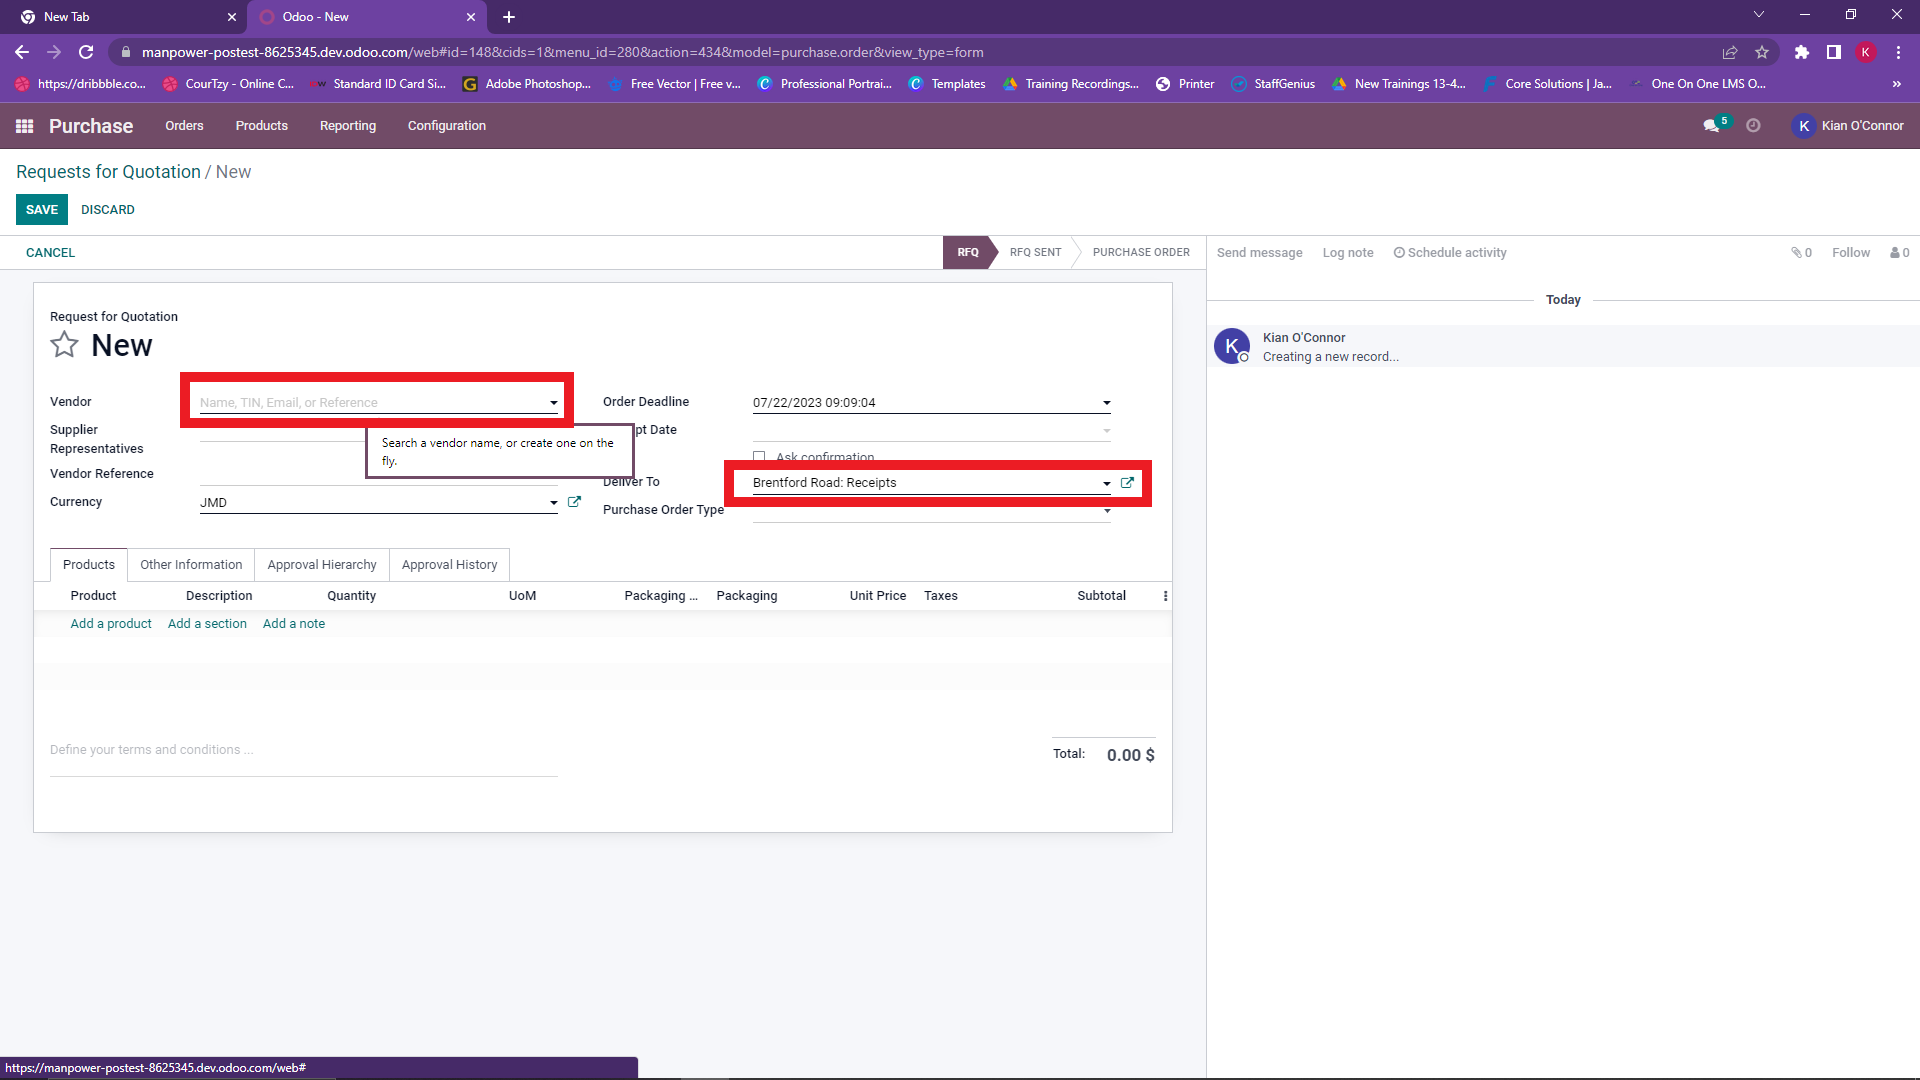 New Tab
Odoo - New
manpower-postest-8625345.dev.odoo.com/web#id=148&cids=1&menu_id=280&action=434&model=purchase.order&view_type=form
K
https://dribbble.co... CourTzy - Online C... Standard ID Card Si... Adobe Photoshop... Free Vector | Free v... Professional Portrai... Templates Training Recordings... Printer StaffGenius New Trainings 13-4... Core Solutions | Ja... One On One LMS O... »
Purchase Orders Products Reporting Configuration 5 K Kian O'Connor
Requests for Quotation / New
SAVE DISCARD
CANCEL RFQ RFQ SENT PURCHASE ORDER Send message Log note Schedule activity 0 Follow 0
Today
Kian O'Connor
K
Creating a new record...
Request for Quotation
New
Vendor Name, TIN, Email, or Reference
Supplier
Representatives
Search a vendor name, or create one on the
fly.
Vendor Reference
Currency JMD
Order Deadline 07/22/2023 09:09:04
pt Date
Ask confirmation
Deliver To Brentford Road: Receipts
Purchase Order Type
Products Other Information Approval Hierarchy Approval History
Product Description Quantity UoM Packaging ... Packaging Unit Price Taxes Subtotal
Add a product Add a section Add a note
Define your terms and conditions ...
Total: 0.00 $
https://manpower-postest-8625345.dev.odoo.com/web#